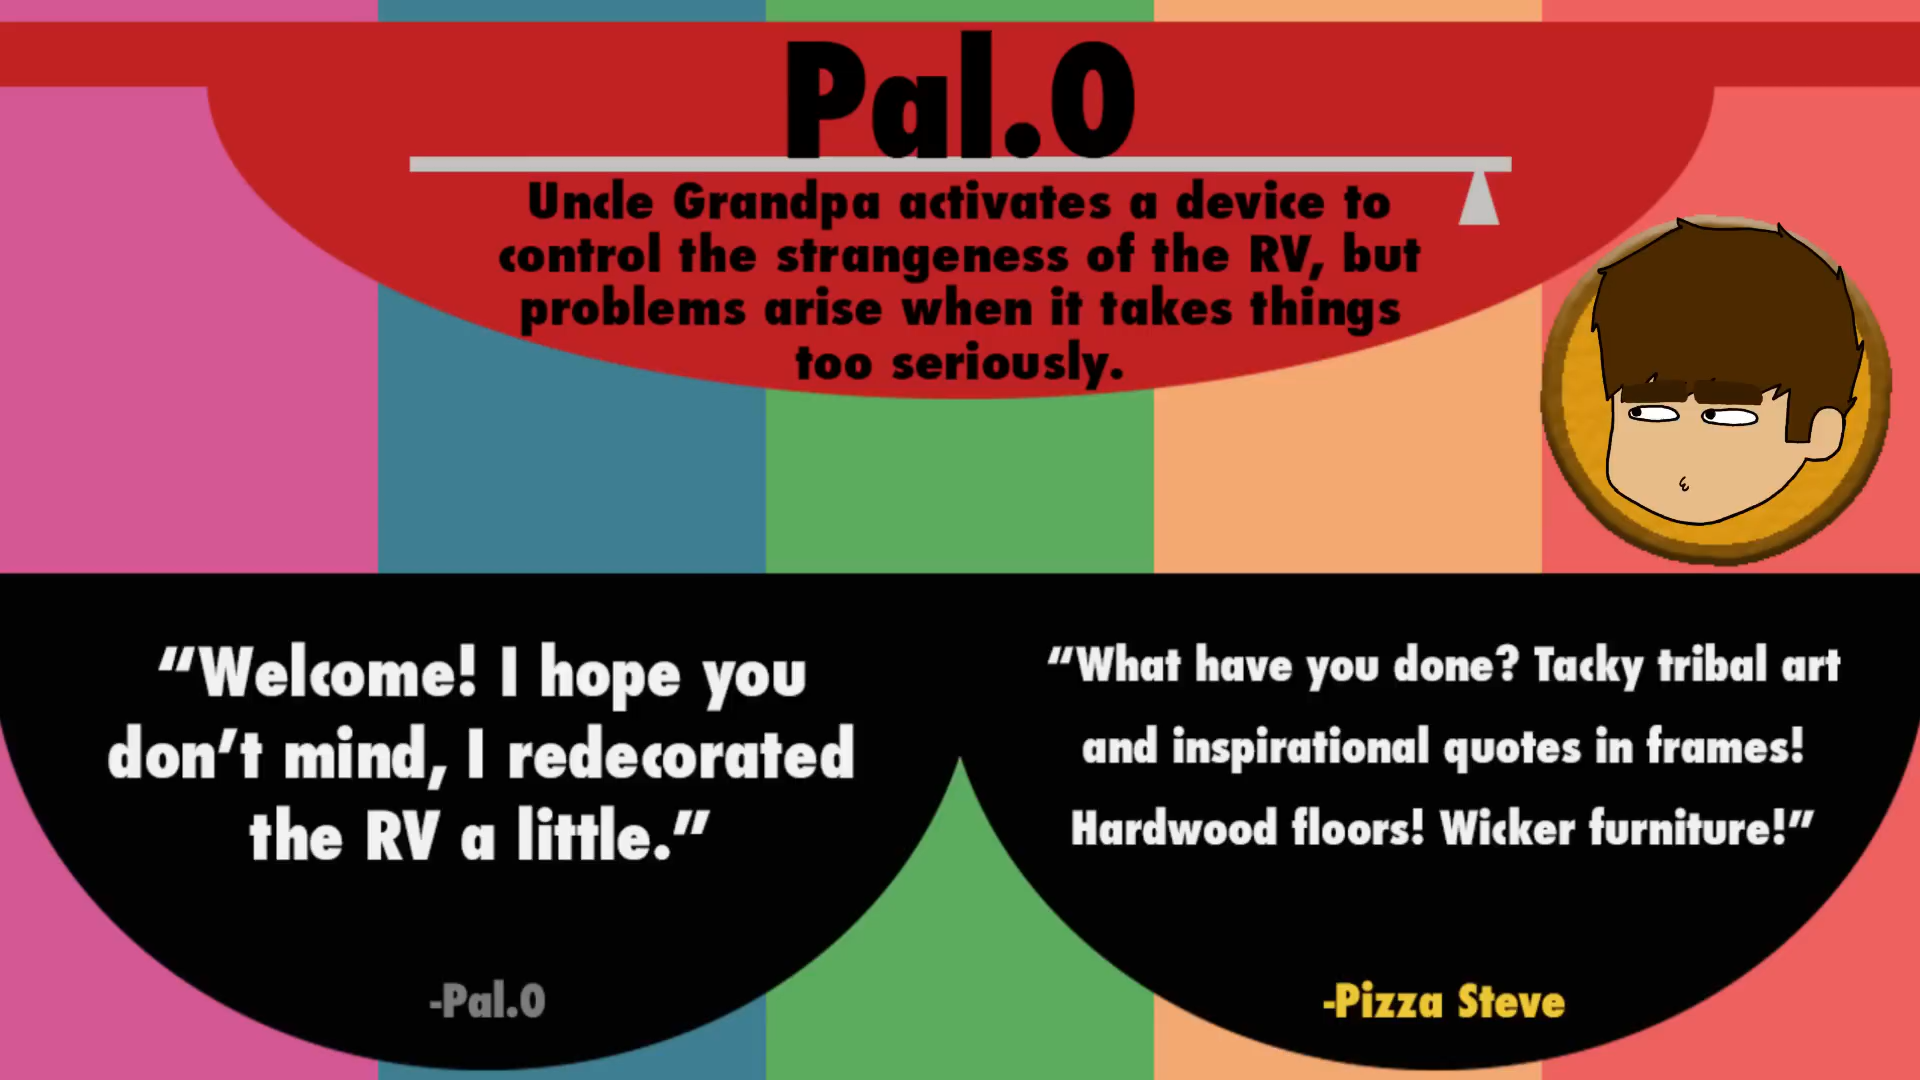 Pal.0
Uncle Grandpa activates a device to
control the strangeness of the RV, but
problems arise when it takes things
too seriously.
“Welcome! I hope you
don’t mind, I redecorated
the RV a little.”
-Pal.0
“What have you done? Tacky tribal art
and inspirational quotes in frames!
Hardwood floors! Wicker furniture!”
-Pizza Steve